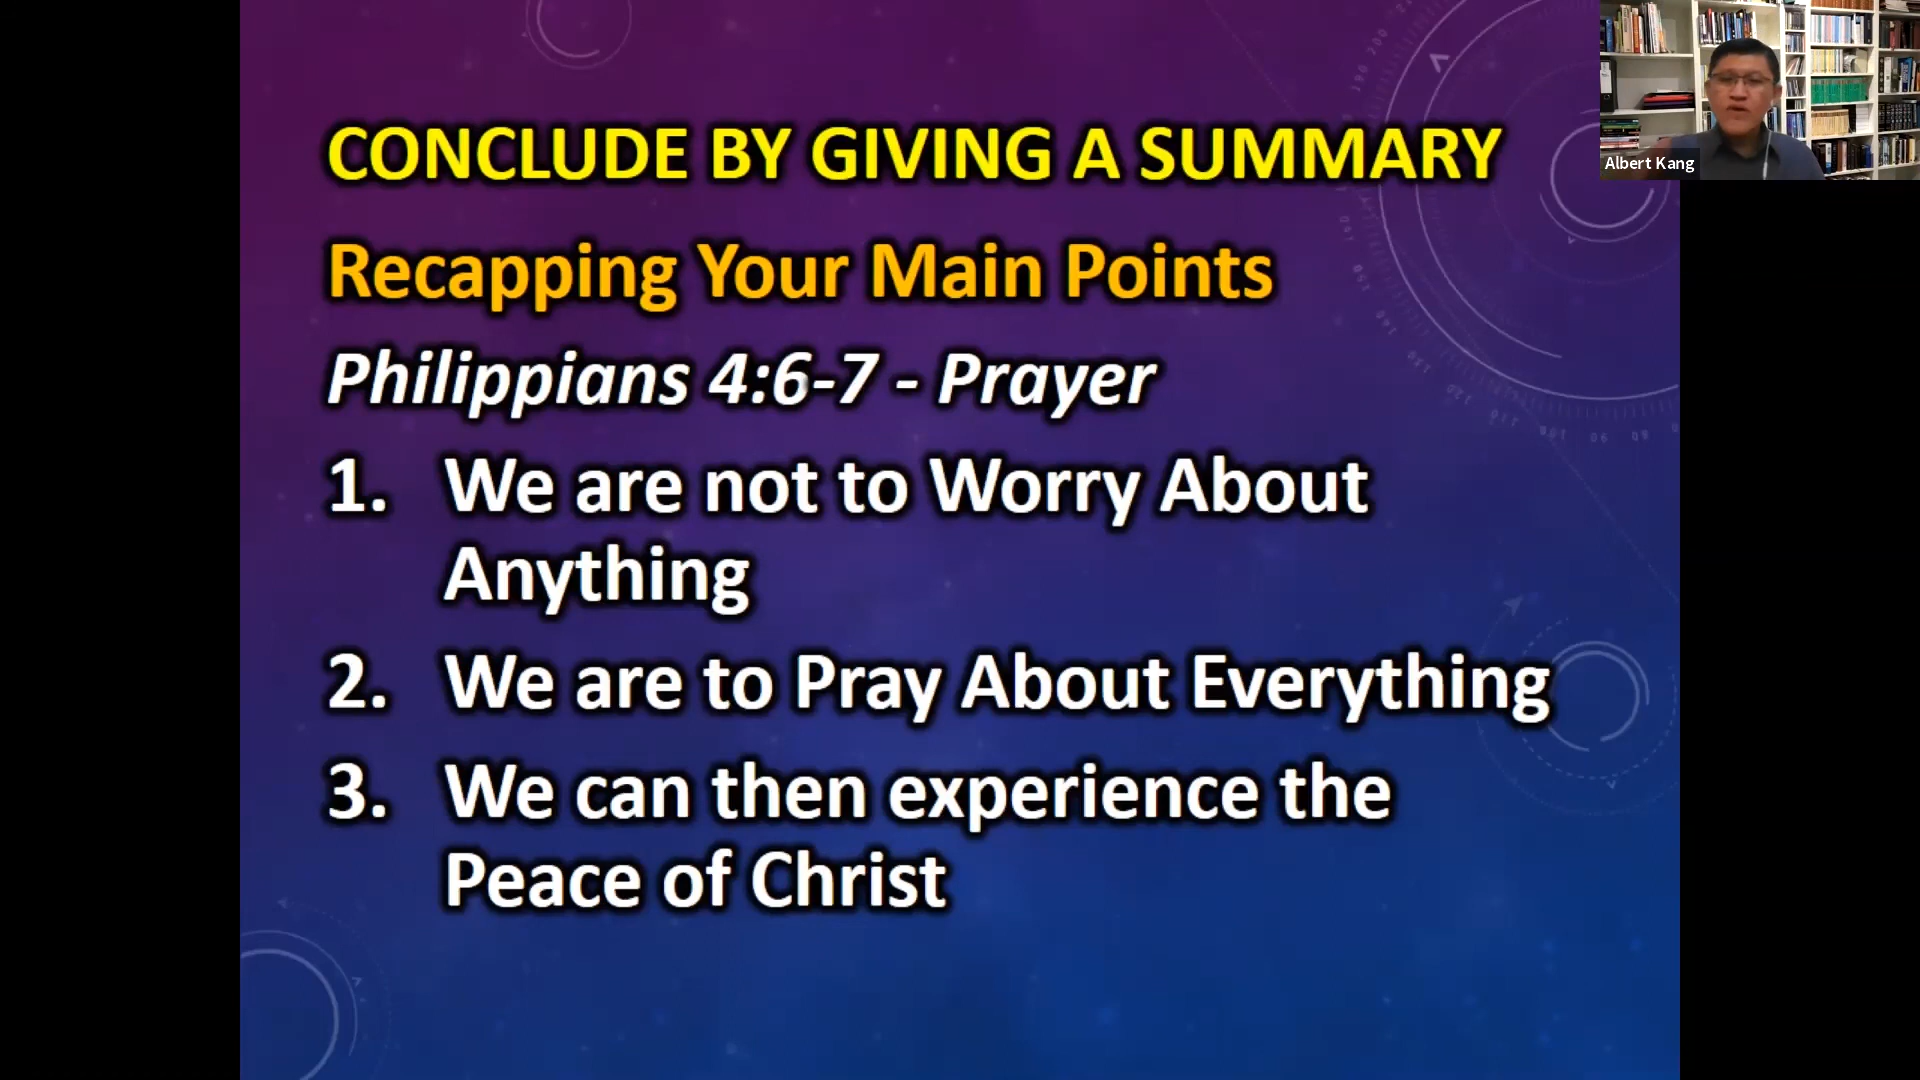 CONCLUDE BY GIVING A SUMMARY
Recapping Your Main Points
Philippians 4:6-7 - Prayer
1. We are not to Worry About
Anything
2. We are to Pray About Everything
3. We can then experience the
Peace of Christ
Albert Kang